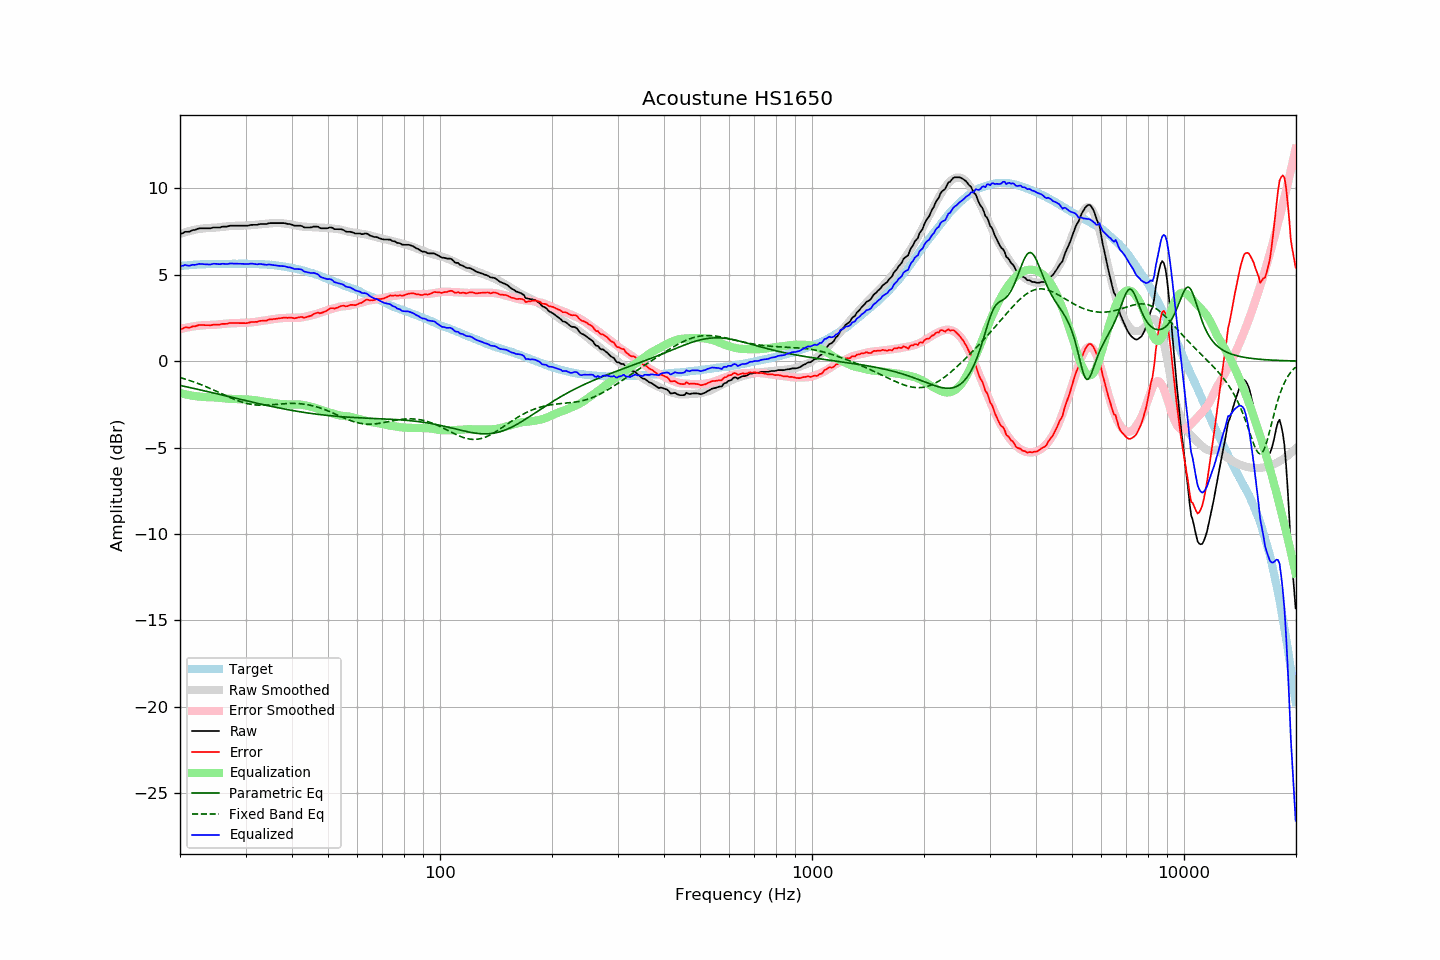 Acoustune HS1650
Amplitude (dBr)
10
5
0
−5
−10
−15
−20
−25
Target
Raw Smoothed
Error Smoothed
Raw
Error
Equalization
Parametric Eq
Fixed Band Eq
Equalized
100
1000
10000
Frequency (Hz)